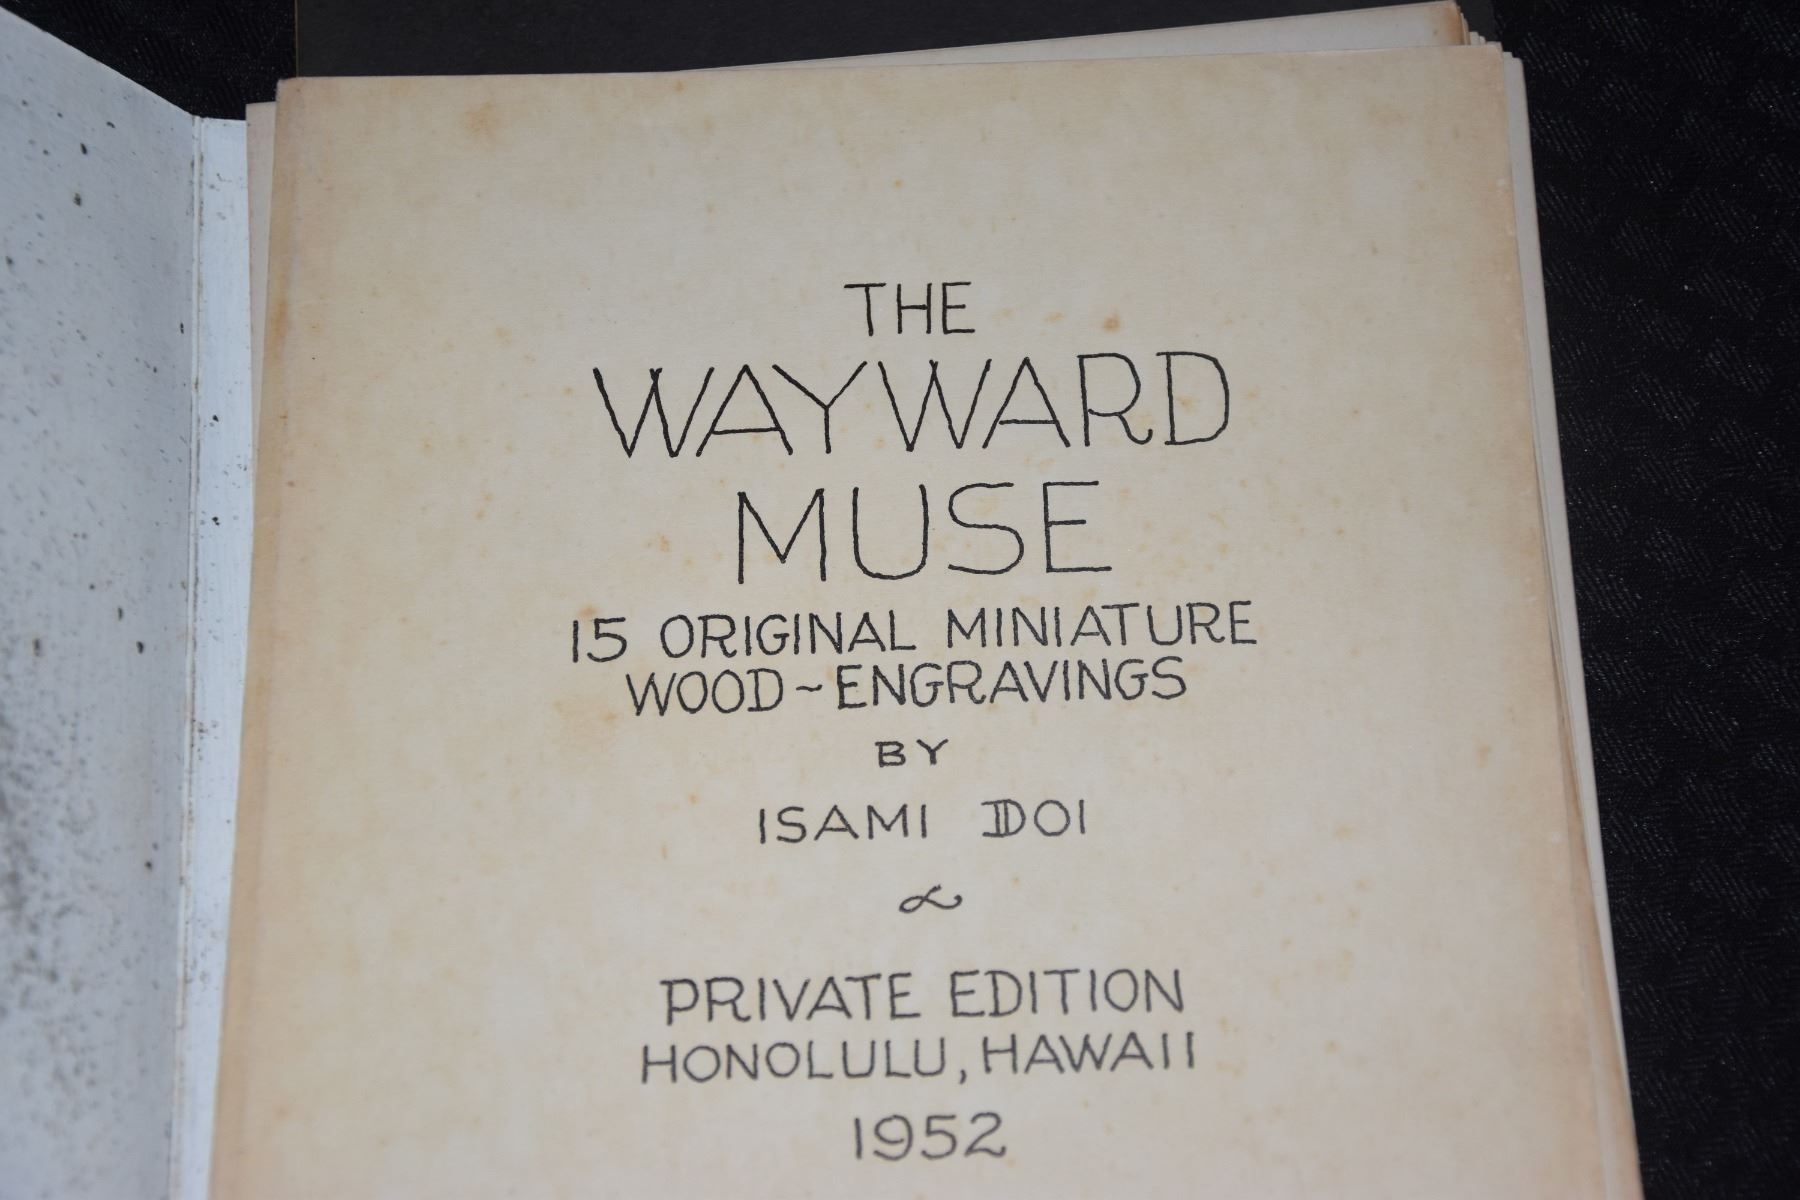 THE
WAYWARD
MUSE
15 ORIGINAL MINIATURE
WOOD~ENGRAVINGS
BY
ISAMI DOI
PRIVATE EDITION
HONOLULU, HAWAII
1952